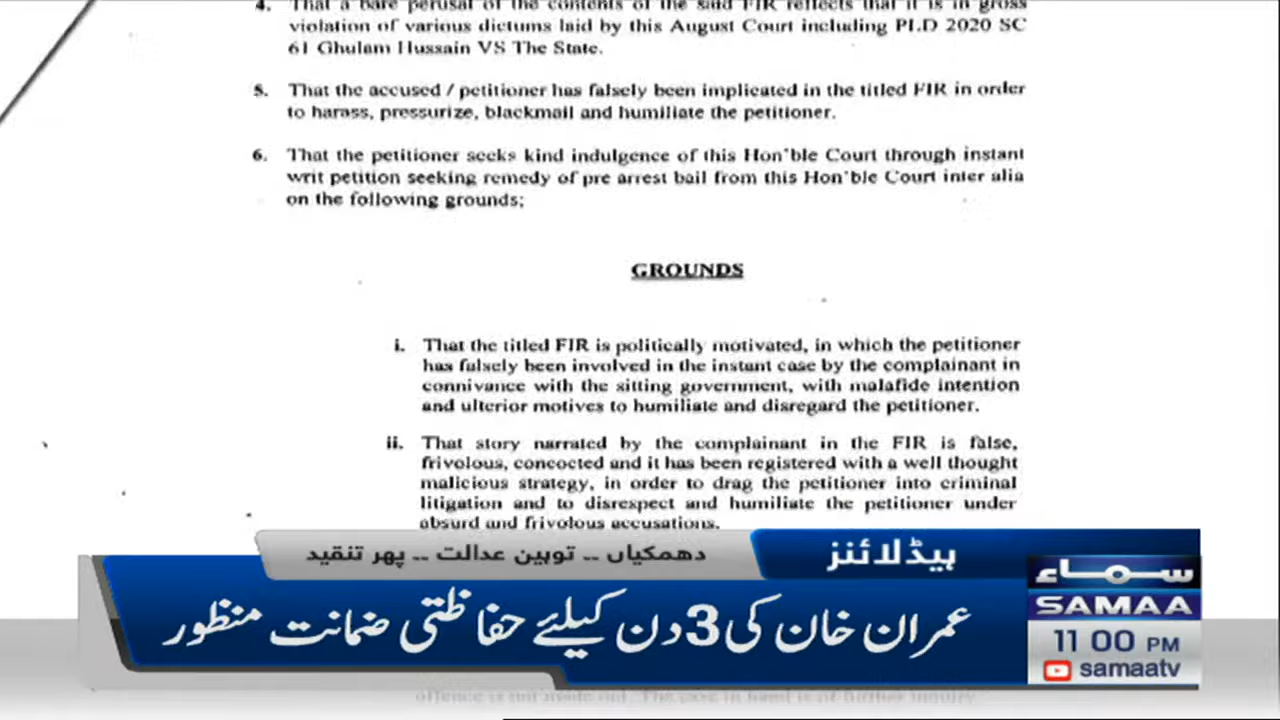 4. That a bare perusal of the contents of the said FIR reflects that it is in gross
violation of various dictums laid by this August Court including PLD 2020 SC
61 Ghulam Hussain VS The State.
5. That the accused / petitioner has falsely been implicated in the titled FIR in order
to harass, pressurize, blackmail and humiliate the petitioner.
6. That the petitioner seeks kind indulgence of this Hon'ble Court through instant
writ petition seeking remedy of pre arrest bail from this Hon'ble Court inter alia
on the following grounds;
GROUNDS
i. That the titled FIR is politically motivated, in which the petitioner
has falsely been involved in the instant case by the complainant in
connivance with the sitting government, with malafide intention
and ulterior motives to humiliate and disregard the petitioner.
ii. That story narrated by the complainant in the FIR is false,
frivolous, concocted and it has been registered with a well thought
malicious strategy, in order to drag the petitioner into criminal
litigation and to disrespect and humiliate the petitioner under
absurd and frivolous accusations.
ہیڈلائنز
دھمکیاں -- توہین عدالت -- پھر تنقید
عمران خان کی 3 دن کیلئے حفاظتی ضمانت منظور
سماء
SAMAA
11 00 PM
samaatv